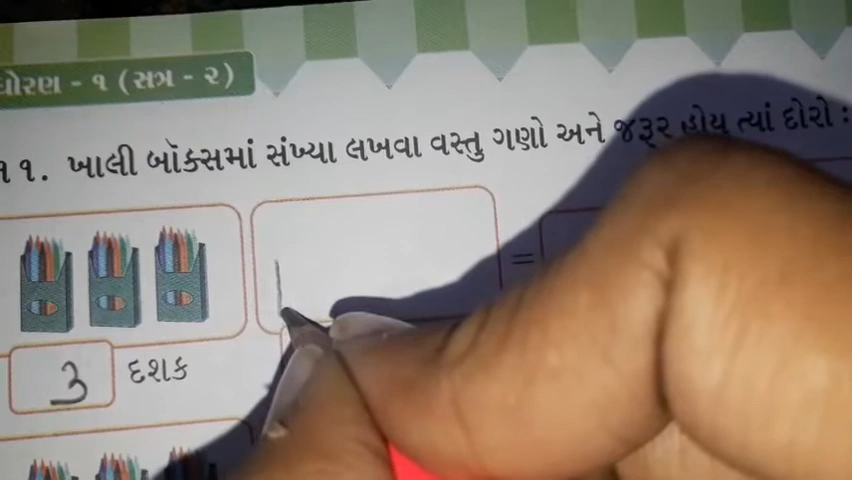 ધોરણ - ૧ (સત્ર - ૨)
૧૧. ખાલી બૉક્સમાં સંખ્યા લખવા વસ્તુ ગણો અને જરૂર હોય ત્યાં દોરો :
=
3 દશક